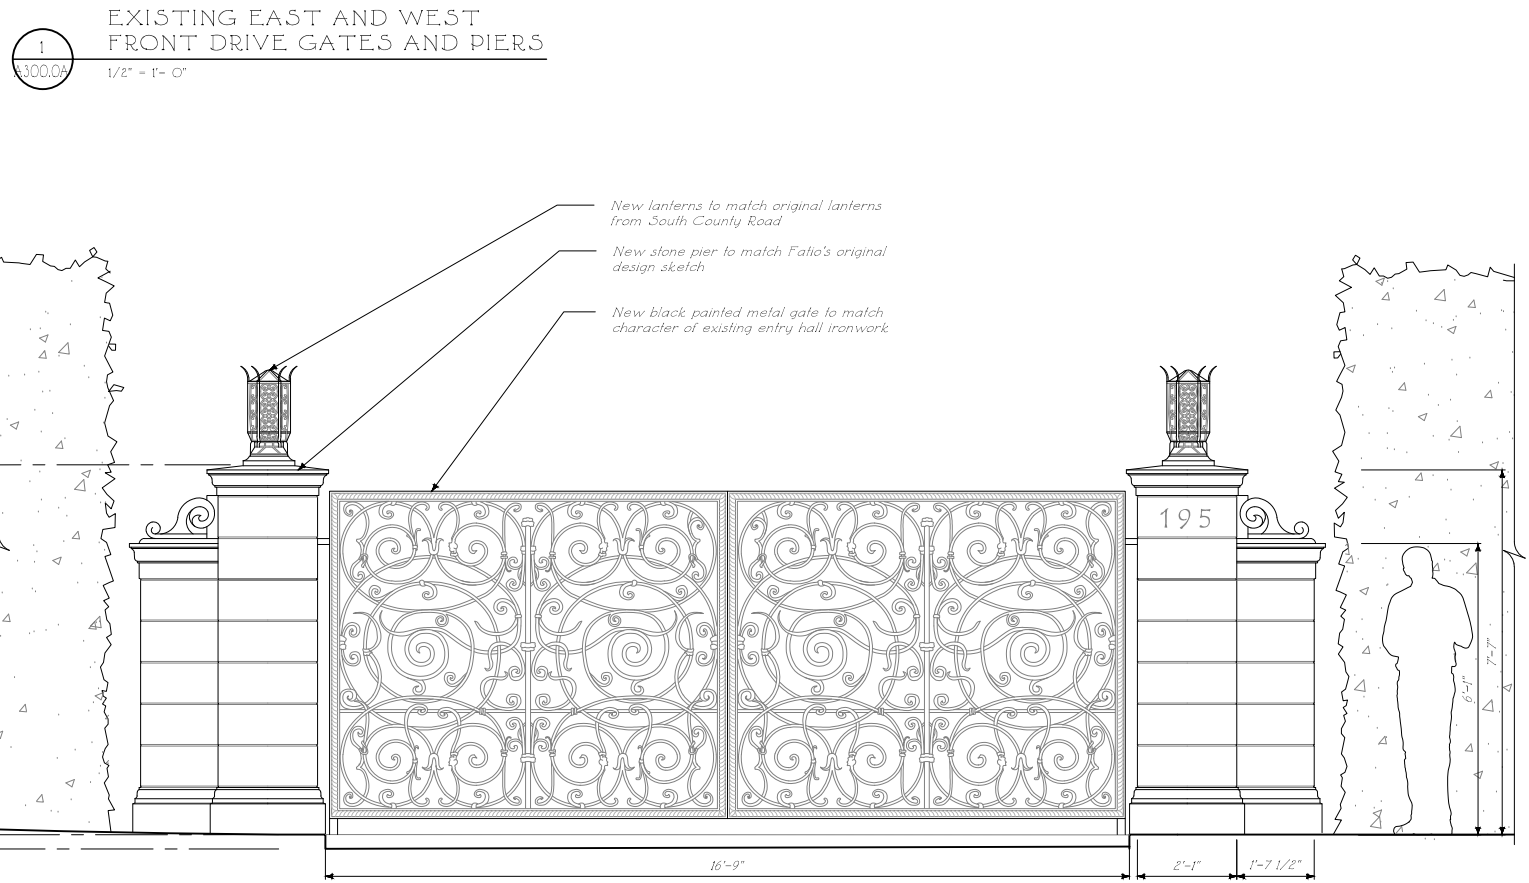 EXISTING EAST AND WEST
FRONT DRIVE GATES AND PIERS
1
A300.0A
1/2" = 1'- 0"
New lanterns to match original lanterns
from South County Road
New stone pier to match Fatio's original
design sketch
New black painted metal gate to match
character of existing entry hall ironwork
195
7'-7"
6'-1"
16'-9"
2'-1"
1'-7 1/2"